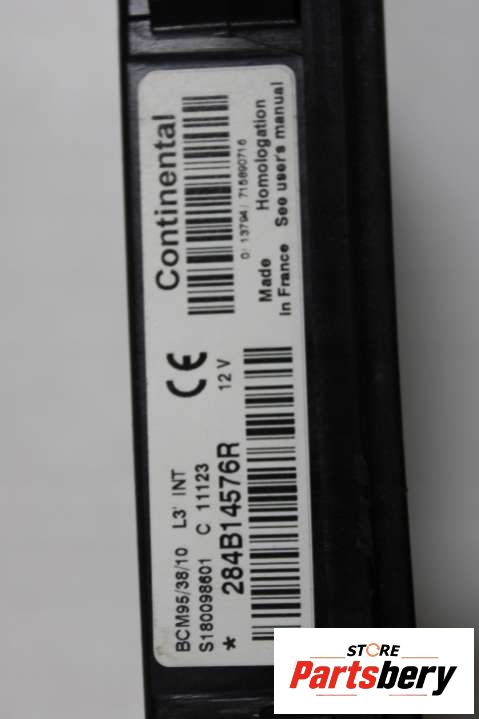 Continental
0/ 13794/ 715890716
Made Homologation
in France See user's manual
CE
12 V
BCM95/38/10 L3' INT
S180098601 C 11123
* 284B14576R
STORE
Partsbery